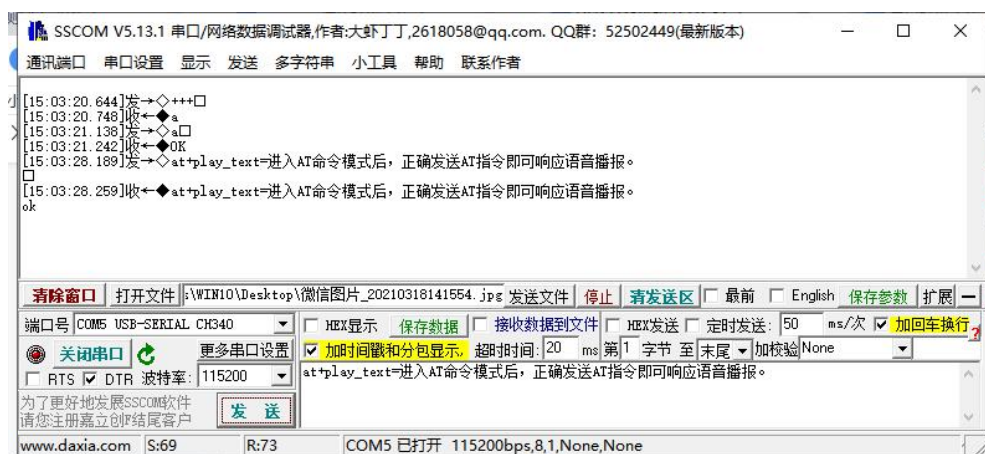 SSCOM V5.13.1 串口/网络数据调试器,作者:大虾丁丁,2618058@qq.com. QQ群: 52502449(最新版本)
通讯端口 串口设置 显示 发送 多字符串 小工具 帮助 联系作者
[15:03:20.644]发→◇+++□
[15:03:20.748]收←◆a
[15:03:21.138]发→◇a□
[15:03:21.242]收←◆OK
[15:03:28.189]发→◇at+play_text=进入AT命令模式后，正确发送AT指令即可响应语音播报。
□
[15:03:28.259]收←◆at+play_text=进入AT命令模式后，正确发送AT指令即可响应语音播报。
ok
清除窗口 打开文件 :\WIN10\Desktop\微信图片_20210318141554.jpg 发送文件 停止 清发送区 最前 English 保存参数 扩展 —
端口号 COM5 USB-SERIAL CH340 HEX显示 保存数据 接收数据到文件 HEX发送 定时发送: 50 ms/次 加回车换行
关闭串口 更多串口设置 加时间戳和分包显示, 超时时间: 20 ms 第1 字节 至 末尾 加校验 None
RTS DTR 波特率: 115200 at+play_text=进入AT命令模式后，正确发送AT指令即可响应语音播报。
为了更好地发展SSCOM软件
请您注册嘉立创F结尾客户
发 送
www.daxia.com S:69 R:73 COM5 已打开 115200bps,8,1,None,None